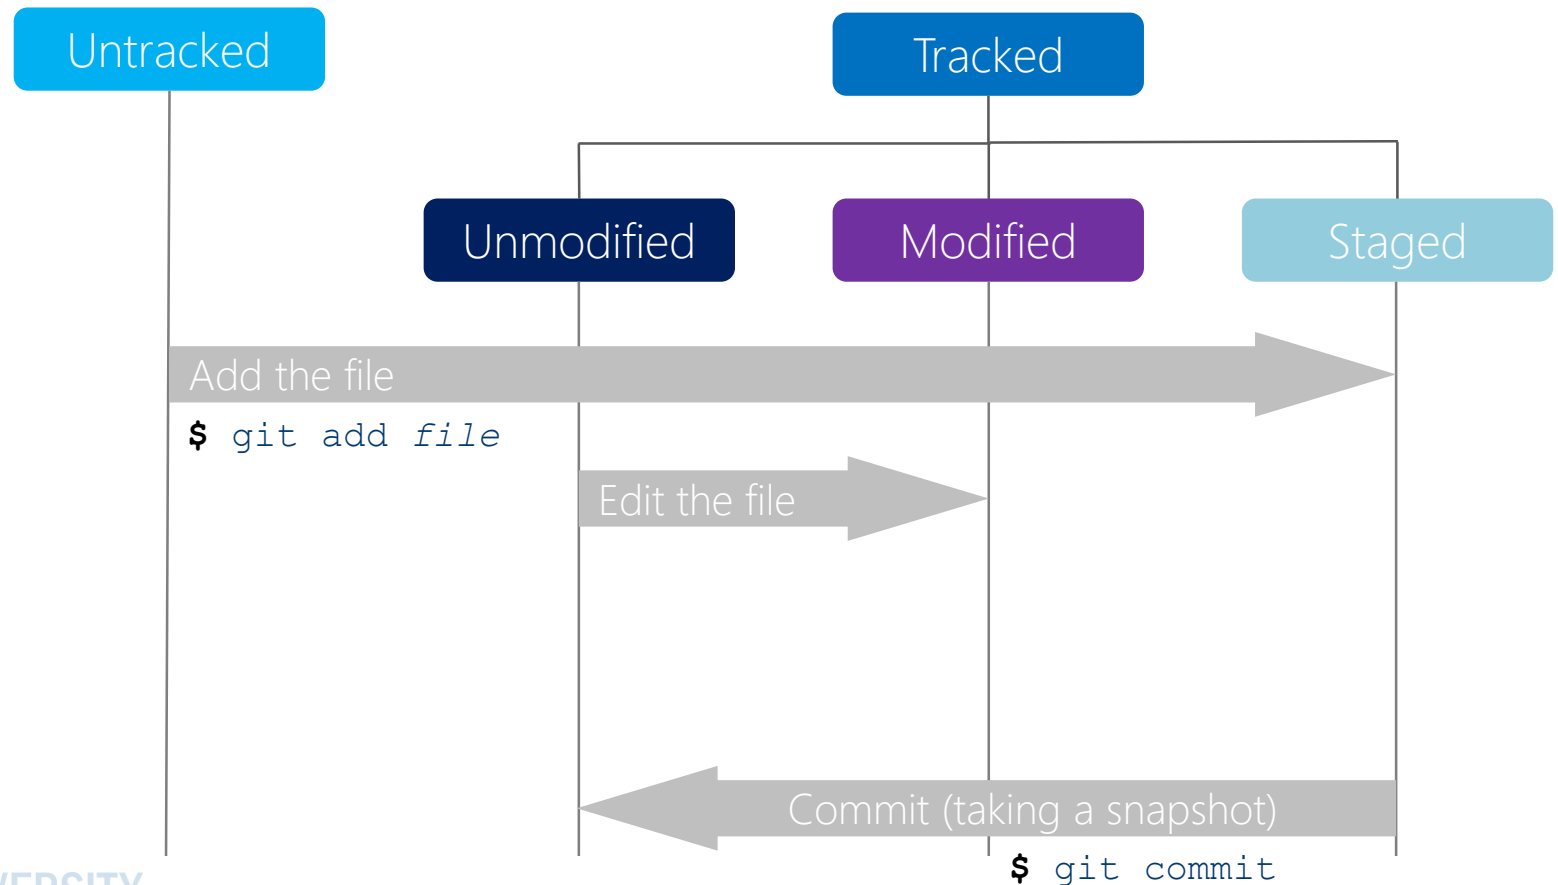 Untracked
Tracked
Unmodified
Modified
Staged
Add the file
$ git add file
Edit the file
Commit (taking a snapshot)
$ git commit